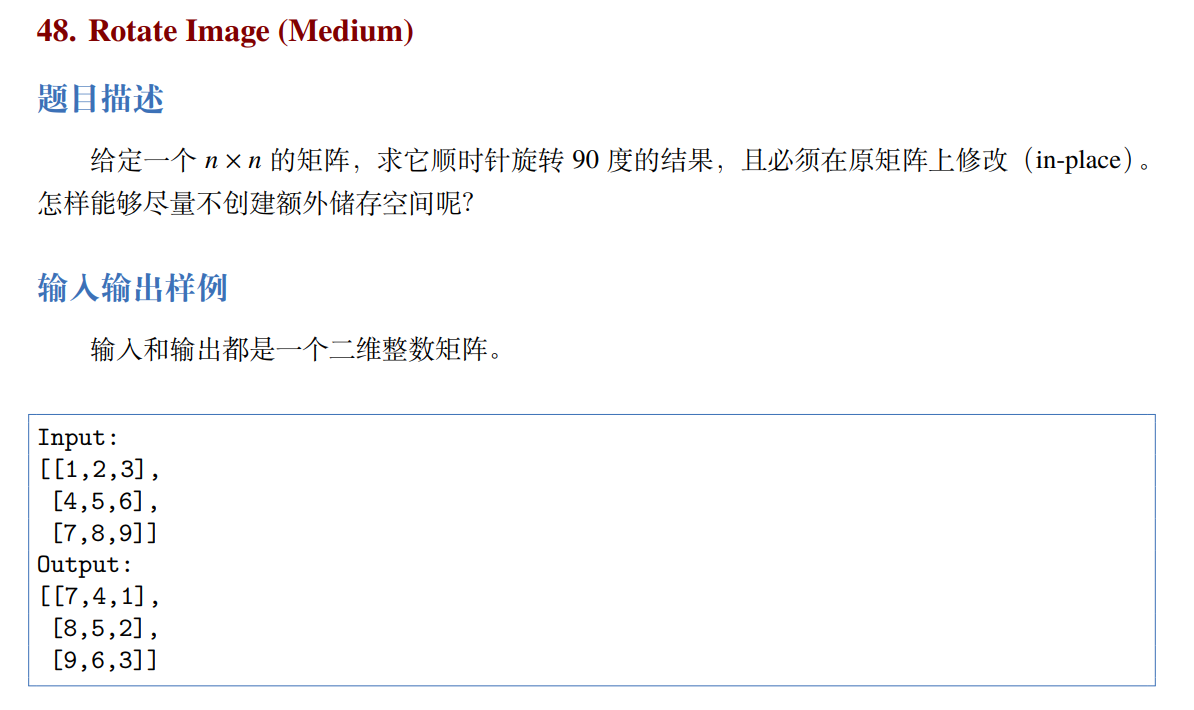 48. Rotate Image (Medium)
题目描述
给定一个 n × n 的矩阵，求它顺时针旋转 90 度的结果，且必须在原矩阵上修改（in-place）。
怎样能够尽量不创建额外储存空间呢？
输入输出样例
输入和输出都是一个二维整数矩阵。
Input:
[[1,2,3],
 [4,5,6],
 [7,8,9]]
Output:
[[7,4,1],
 [8,5,2],
 [9,6,3]]